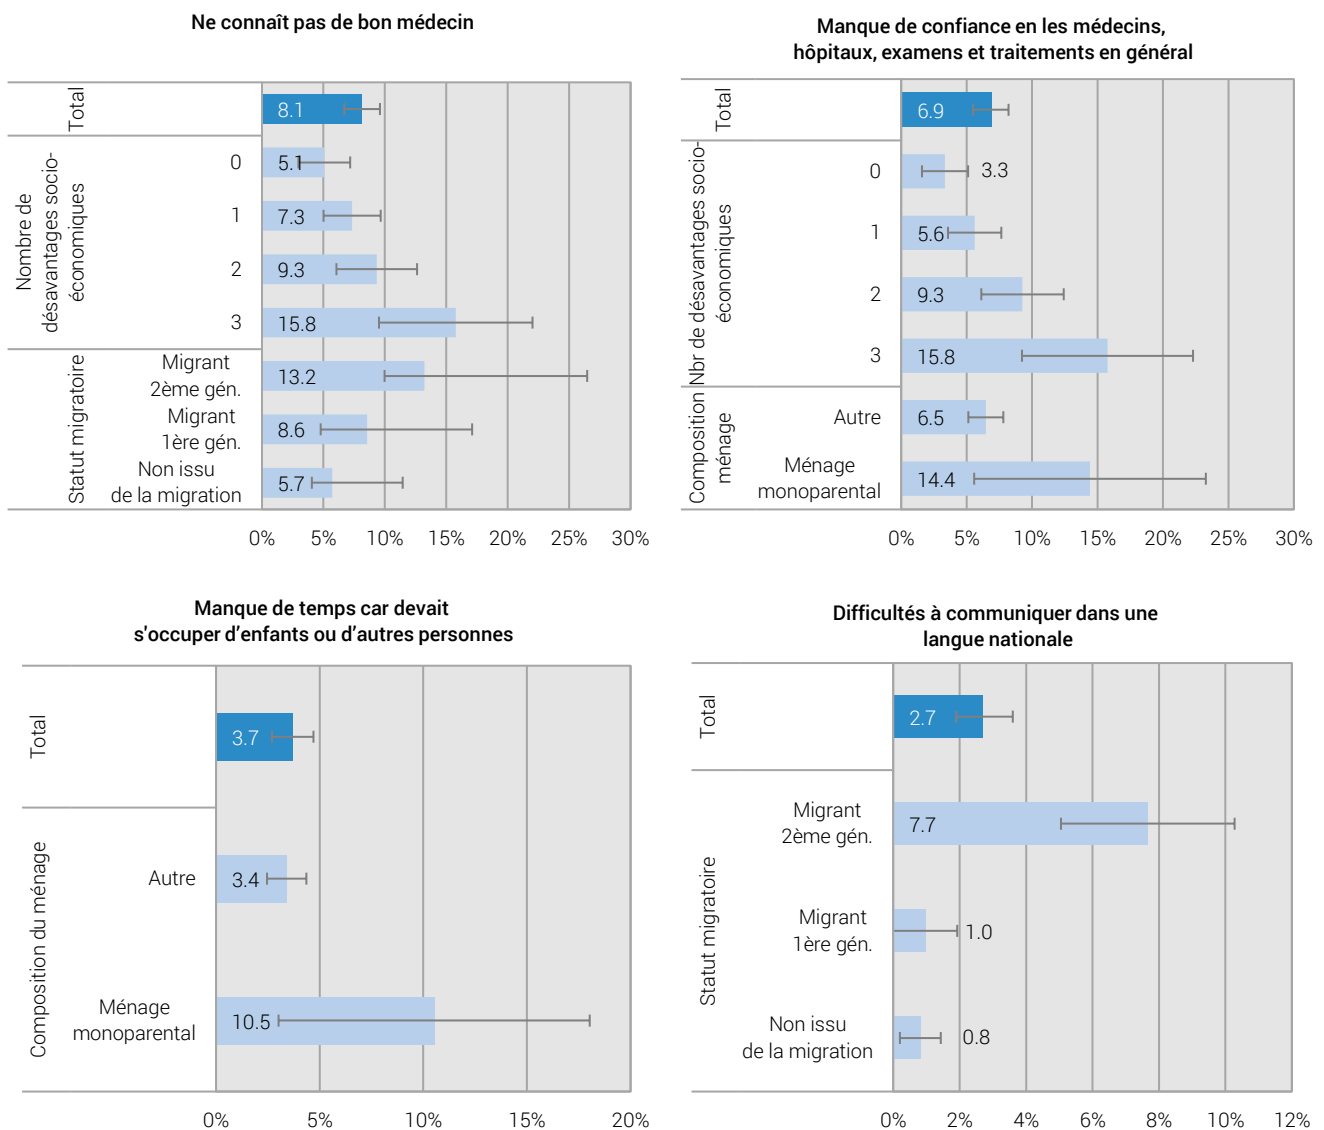 Ne connaît pas de bon médecin
Total
8.1
Nombre de
désavantages socio-
économiques
0
5.1
1
7.3
2
9.3
3
15.8
Statut migratoire
Migrant
2ème gén.
13.2
Migrant
1ère gén.
8.6
Non issu
de la migration
5.7
0% 5% 10% 15% 20% 25% 30%
Manque de confiance en les médecins,
hôpitaux, examens et traitements en général
Total
6.9
Nbr de désavantages socio-
économiques
0
3.3
1
5.6
2
9.3
3
15.8
Composition
ménage
Autre
6.5
Ménage
monoparental
14.4
0% 5% 10% 15% 20% 25% 30%
Manque de temps car devait
s'occuper d’enfants ou d’autres personnes
Total
3.7
Composition du ménage
Autre
3.4
Ménage
monoparental
10.5
0% 5% 10% 15% 20%
Difficultés à communiquer dans une
langue nationale
Total
2.7
Statut migratoire
Migrant
2ème gén.
7.7
Migrant
1ère gén.
1.0
Non issu
de la migration
0.8
0% 2% 4% 6% 8% 10% 12%